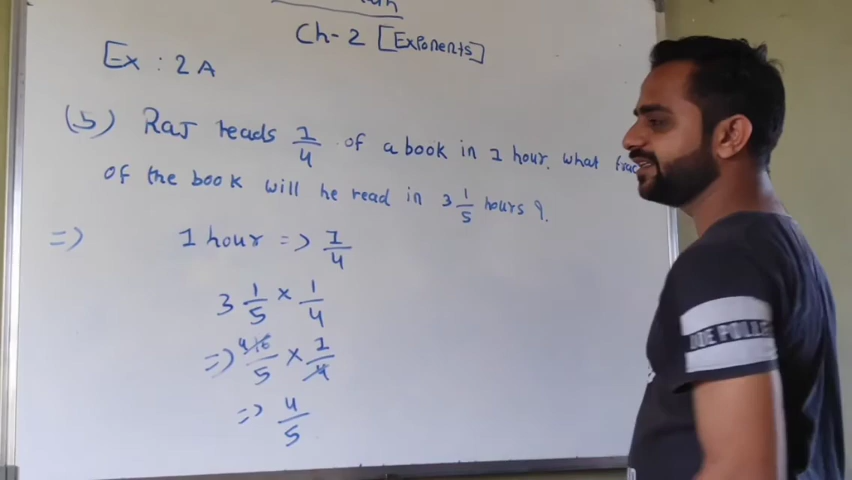 Ch-2 [Exponents]
Ex : 2A
(5) Raj reads 1/4 of a book in 1 hour. what
of the book will he read in 3 1/5 hours ?.
=> 1 hour => 1/4
3 1/5 × 1/4
=> 4 16/5 × 1/4
=> 4/5